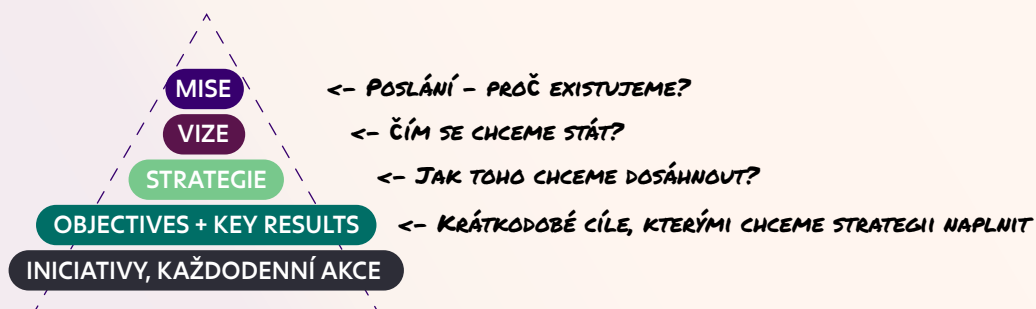 MISE <- Poslání - proč existujeme?
VIZE <- Čím se chceme stát?
STRATEGIE <- Jak toho chceme dosáhnout?
OBJECTIVES + KEY RESULTS <- Krátkodobé cíle, kterými chceme strategii naplnit
INICIATIVY, KAŽDODENNÍ AKCE